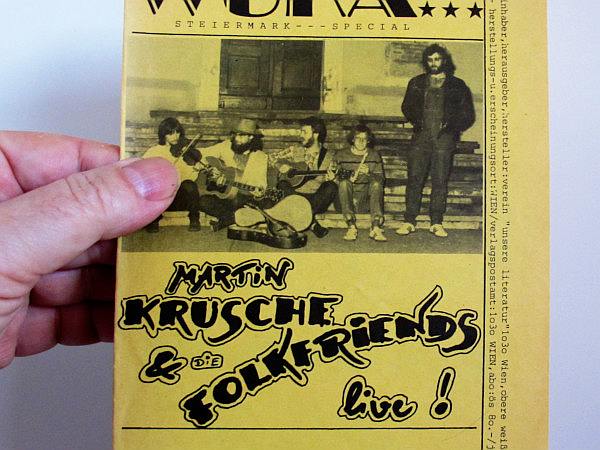 STEIERMARK---SPECIAL
MARTiN
KRUSCHE
& DiE
FOLKFRiENDS
live!
inhaber,herausgeber,hersteller:verein "unsere literatur"1o3o Wien,obere weiß
herstellungs-u.erscheinungsort:WIEN/verlagspostamt:1o3o WIEN,abo:öS 8o.-/j